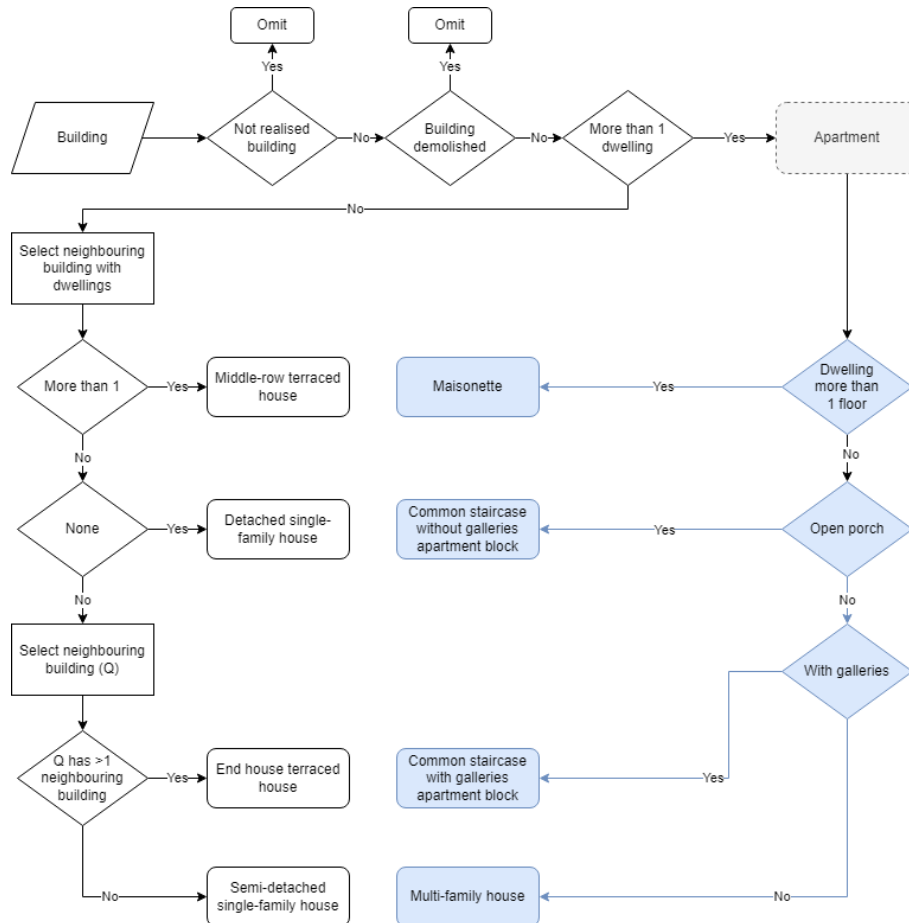 Omit
Omit
Yes
Yes
Building
Not realised
building
No
Building
demolished
No
More than 1
dwelling
Yes
Apartment
No
Select neighbouring
building with
dwellings
More than 1
Yes
Middle-row terraced
house
Maisonette
Yes
Dwelling
more than
1 floor
No
No
None
Yes
Detached single-
family house
Common staircase
without galleries
apartment block
Yes
Open porch
No
No
Select neighbouring
building (Q)
With galleries
Q has >1
neighbouring
building
Yes
End house terraced
house
Common staircase
with galleries
apartment block
Yes
No
Semi-detached
single-family house
Multi-family house
No